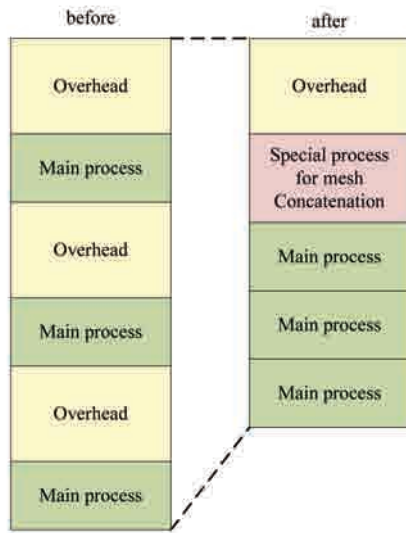 before
Overhead
Main process
Overhead
Main process
Overhead
Main process
after
Overhead
Special process
for mesh
Concatenation
Main process
Main process
Main process